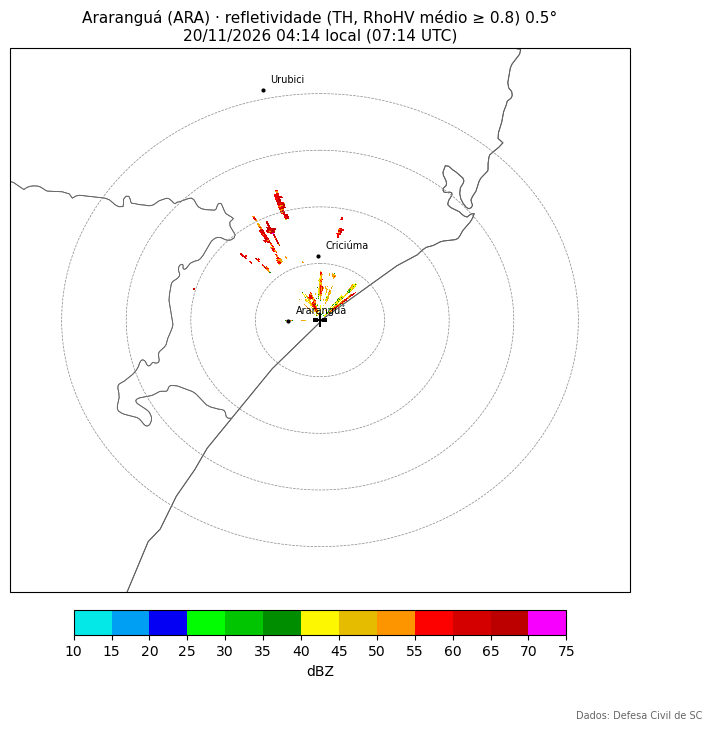 Araranguá (ARA) · refletividade (TH, RhoHV médio ≥ 0.8) 0.5°
20/11/2026 04:14 local (07:14 UTC)
Urubici
Criciúma
Araranguá
10 15 20 25 30 35 40 45 50 55 60 65 70 75
dBZ
Dados: Defesa Civil de SC